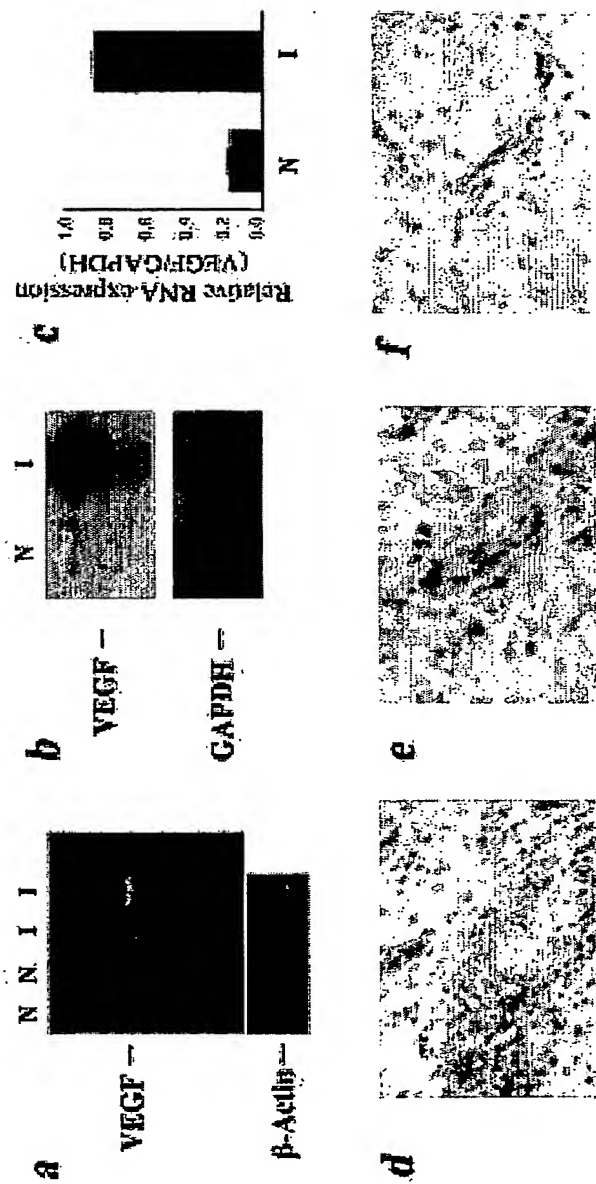 a
N N I I
VEGF –
β-Actin –
b
N I
VEGF –
GAPDH –
c
Relative RNA expression
(VEGF/GAPDH)
1.0
0.8
0.6
0.4
0.2
0.0
N I
d
e
f